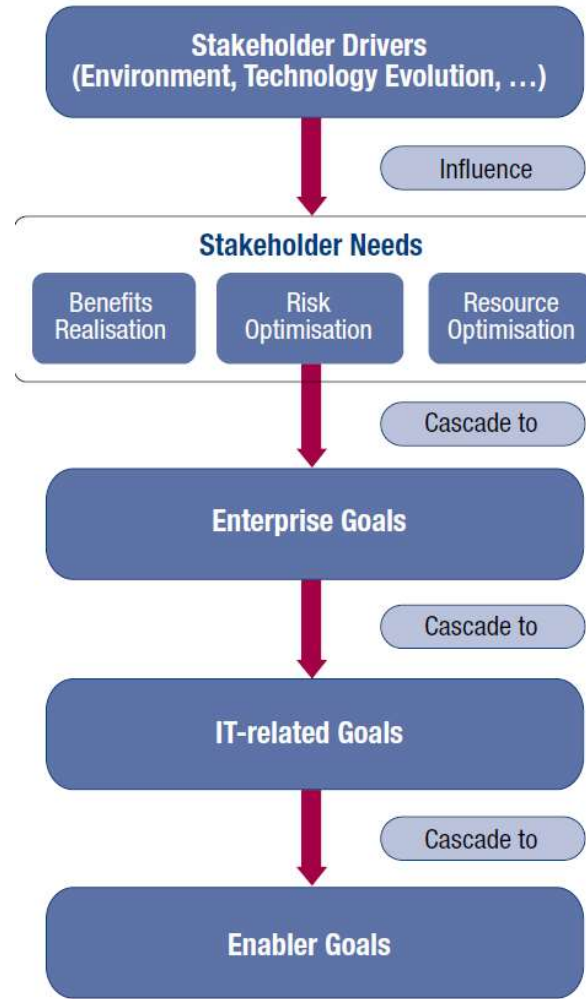 Stakeholder Drivers
(Environment, Technology Evolution, …)
Influence
Stakeholder Needs
Benefits
Realisation
Risk
Optimisation
Resource
Optimisation
Cascade to
Enterprise Goals
Cascade to
IT-related Goals
Cascade to
Enabler Goals